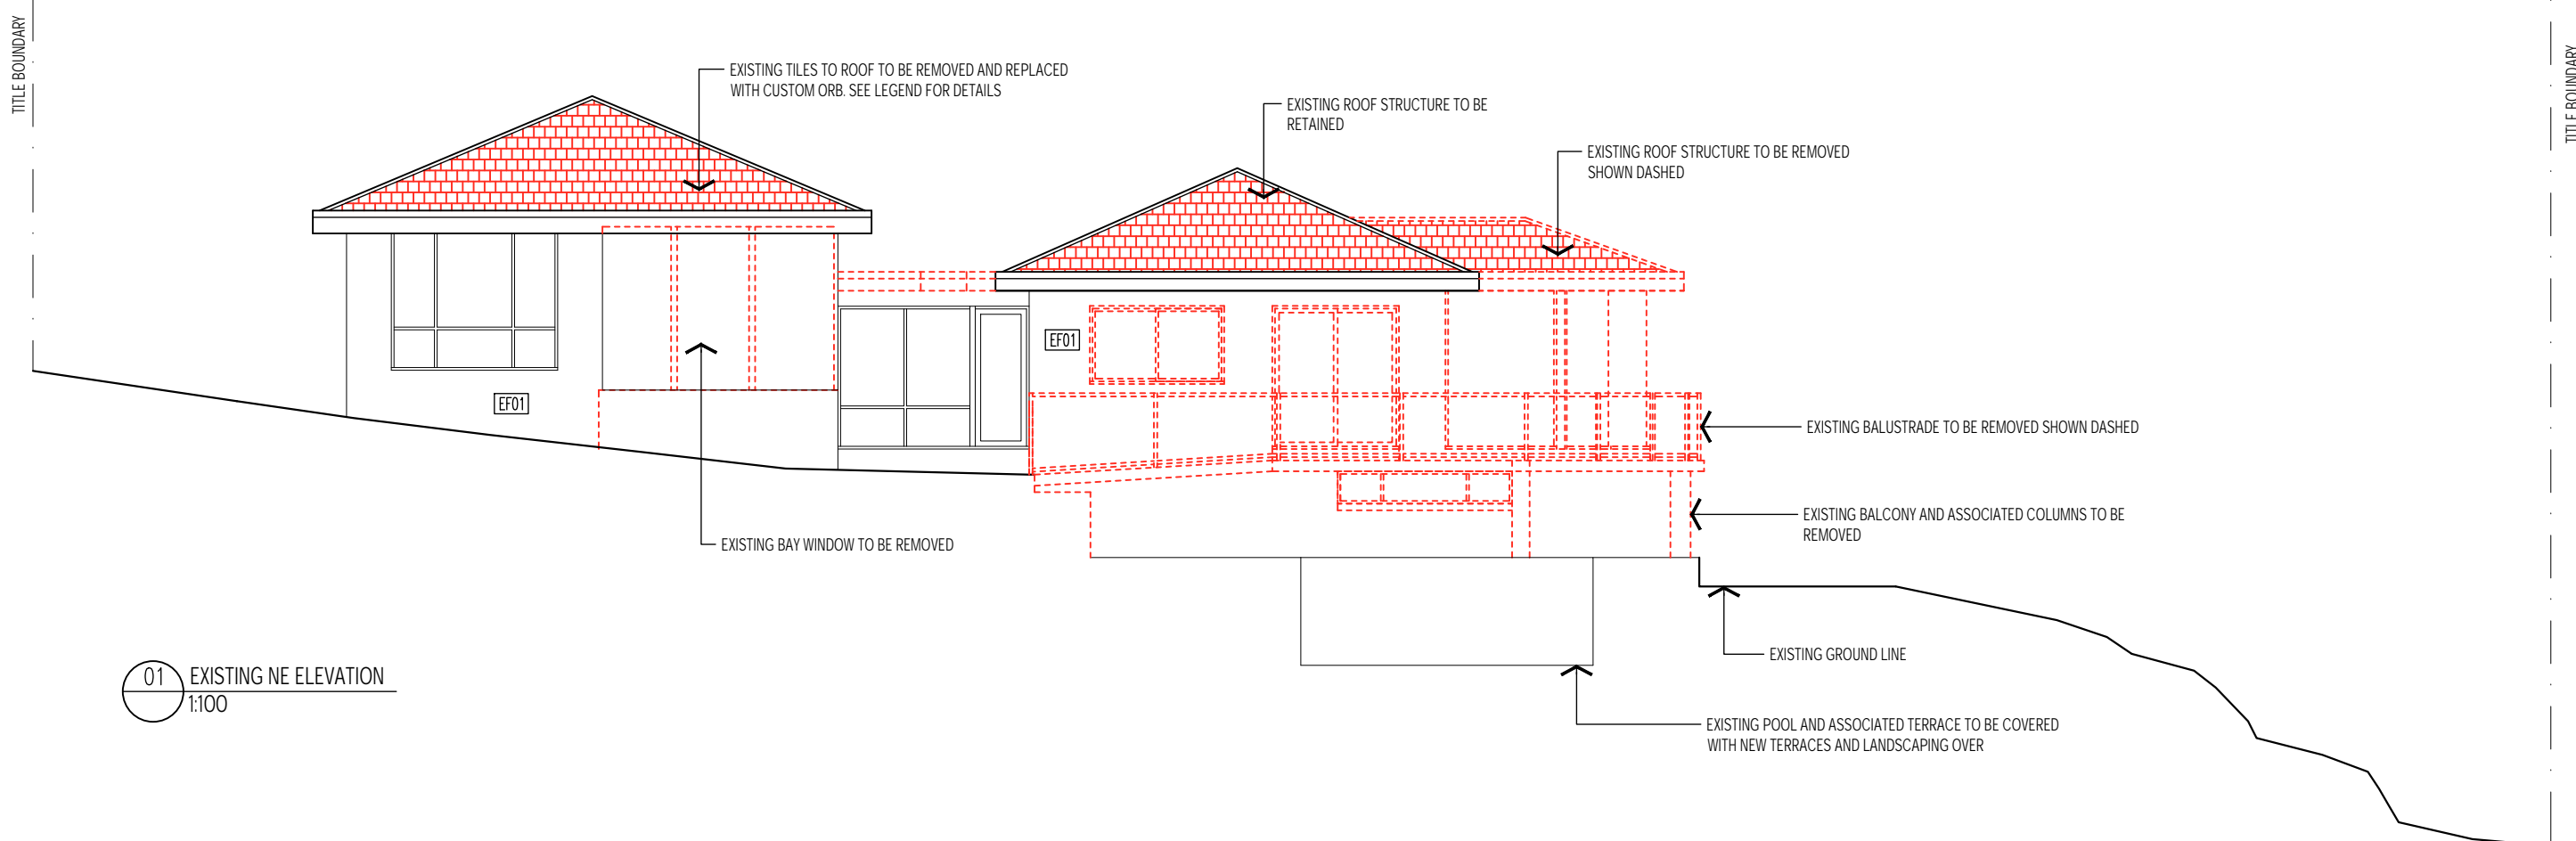 TITLE BOUNDARY
TITLE BOUNDARY
EXISTING TILES TO ROOF TO BE REMOVED AND REPLACED
WITH CUSTOM ORB. SEE LEGEND FOR DETAILS
EXISTING ROOF STRUCTURE TO BE
RETAINED
EXISTING ROOF STRUCTURE TO BE REMOVED
SHOWN DASHED
EF01
EF01
EXISTING BALUSTRADE TO BE REMOVED SHOWN DASHED
EXISTING BALCONY AND ASSOCIATED COLUMNS TO BE
REMOVED
EXISTING BAY WINDOW TO BE REMOVED
EXISTING GROUND LINE
EXISTING POOL AND ASSOCIATED TERRACE TO BE COVERED
WITH NEW TERRACES AND LANDSCAPING OVER
01 EXISTING NE ELEVATION
1:100